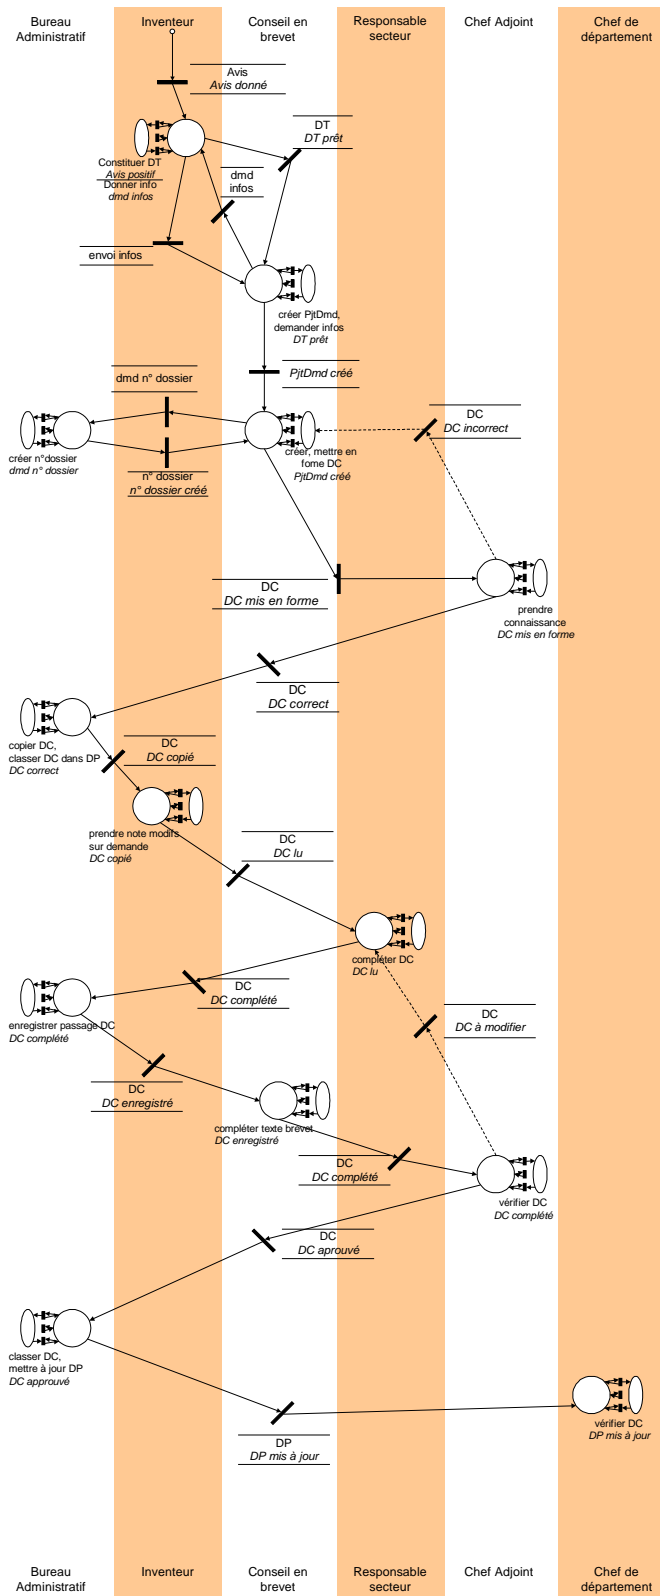 Bureau
Administratif
Inventeur
Conseil en
brevet
Responsable
secteur
Chef Adjoint
Chef de
département
Avis
Avis donné
DT
DT prêt
Constituer DT
Avis positif
Donner info
dmd infos
dmd
infos
envoi infos
créer PjtDmd,
demander infos
DT prêt
PjtDmd créé
dmd n° dossier
DC
DC incorrect
créer n°dossier
dmd n° dossier
créer, mettre en
fome DC
PjtDmd créé
n° dossier
n° dossier créé
DC
DC mis en forme
prendre
connaissance
DC mis en forme
DC
DC correct
copier DC,
classer DC dans DP
DC correct
DC
DC copié
prendre note modifs
sur demande
DC copié
DC
DC lu
compléter DC
DC lu
DC
DC complété
enregistrer passage DC
DC complété
DC
DC à modifier
DC
DC enregistré
compléter texte brevet
DC enregistré
DC
DC complété
vérifier DC
DC complété
DC
DC aprouvé
classer DC,
mettre à jour DP
DC approuvé
vérifier DC
DP mis à jour
DP
DP mis à jour
Bureau
Administratif
Inventeur
Conseil en
brevet
Responsable
secteur
Chef Adjoint
Chef de
département